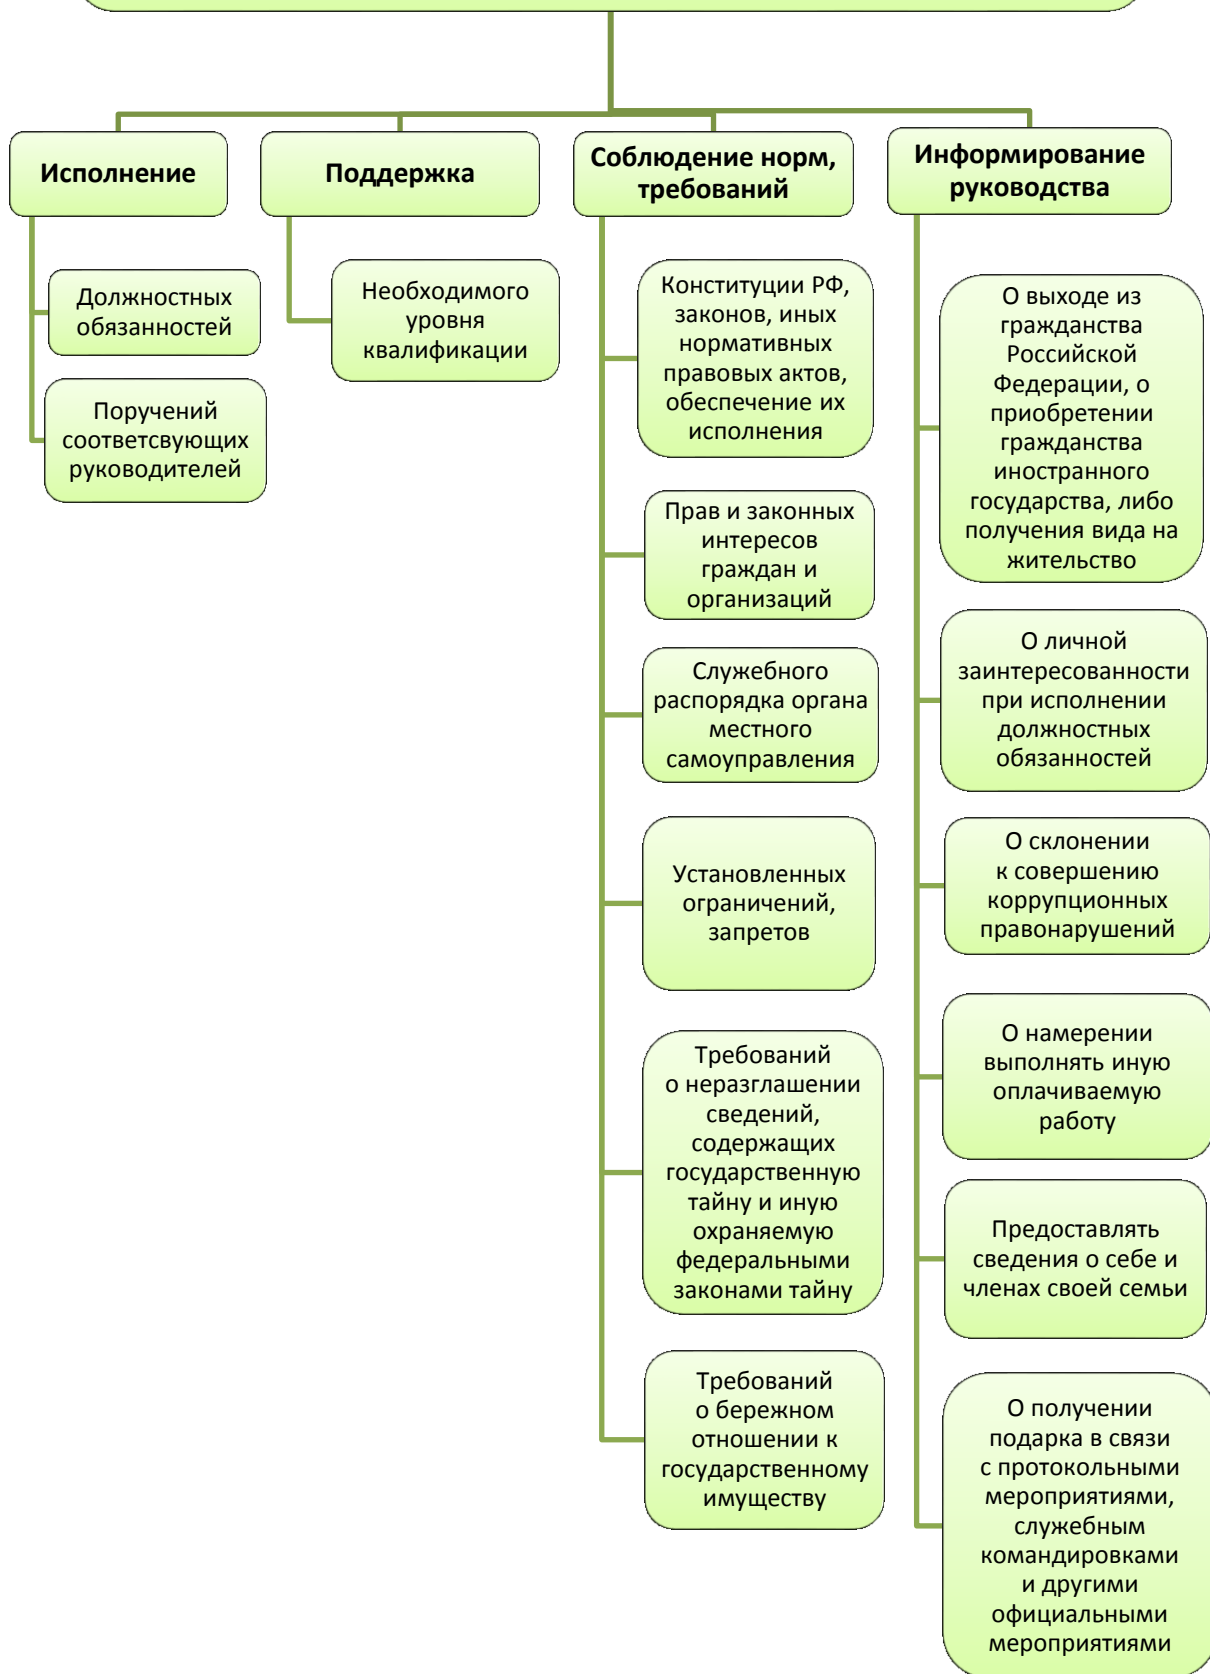 Исполнение
Должностных
обязанностей
Поручений
соответсвующих
руководителей
Поддержка
Необходимого
уровня
квалификации
Соблюдение норм,
требований
Конституции РФ,
законов, иных
нормативных
правовых актов,
обеспечение их
исполнения
Прав и законных
интересов
граждан и
организаций
Служебного
распорядка органа
местного
самоуправления
Установленных
ограничений,
запретов
Требований
о неразглашении
сведений,
содержащих
государственную
тайну и иную
охраняемую
федеральными
законами тайну
Требований
о бережном
отношении к
государственному
имуществу
Информирование
руководства
О выходе из
гражданства
Российской
Федерации, о
приобретении
гражданства
иностранного
государства, либо
получения вида на
жительство
О личной
заинтересованности
при исполнении
должностных
обязанностей
О склонении
к совершению
коррупционных
правонарушений
О намерении
выполнять иную
оплачиваемую
работу
Предоставлять
сведения о себе и
членах своей семьи
О получении
подарка в связи
с протокольными
мероприятиями,
служебным
командировками
и другими
официальными
мероприятиями